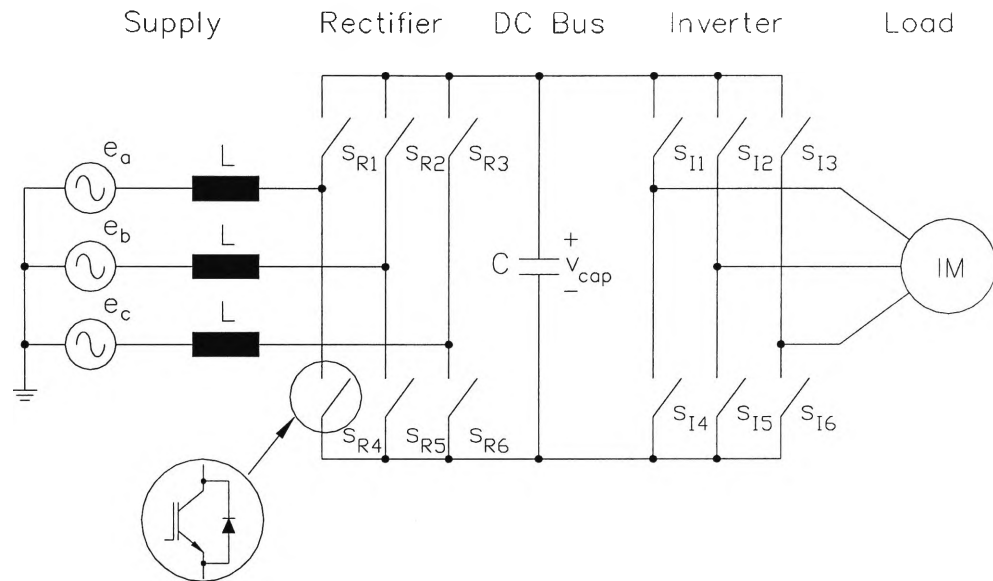 Supply Rectifier DC Bus Inverter Load
e_a L
S_R1 S_R2 S_R3
S_I1 S_I2 S_I3
e_b L
C + v_cap −
IM
e_c L
S_R4 S_R5 S_R6
S_I4 S_I5 S_I6